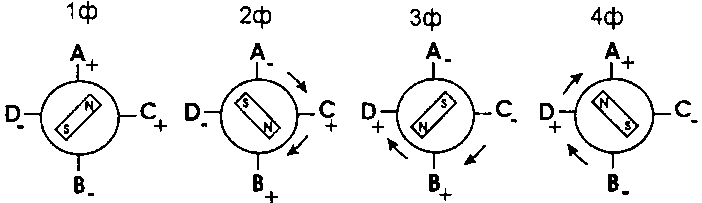 1ф 2ф 3ф 4ф
A+ A- A- A+
D- N S C+ D- S N C+ D+ S N C- D+ N S C-
B- B+ B+ B-